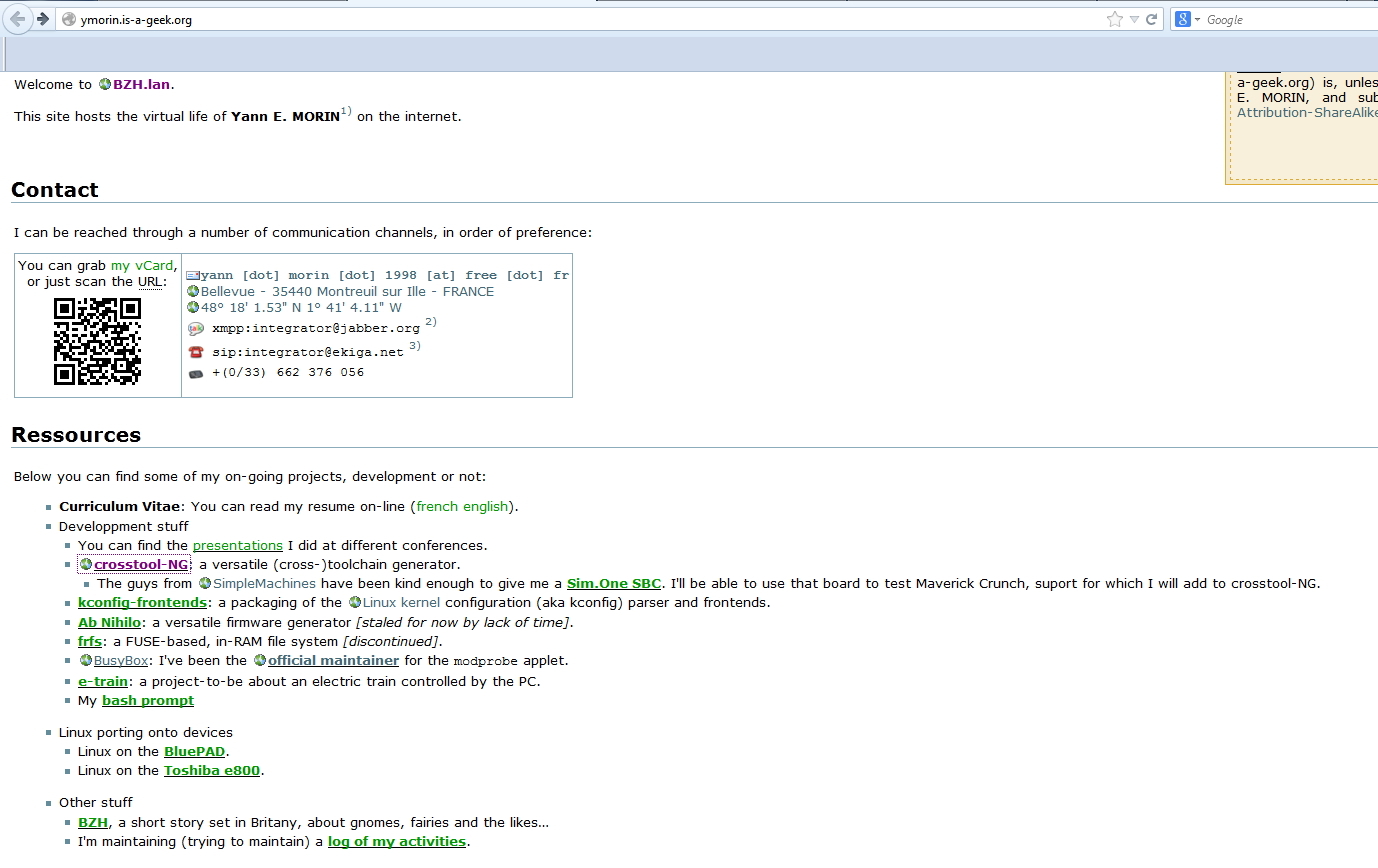 ymorin.is-a-geek.org
8
Google
Welcome to BZH.lan.
This site hosts the virtual life of Yann E. MORIN1) on the internet.
a-geek.org) is, unles
E. MORIN, and sub
Attribution-ShareAlike
Contact
I can be reached through a number of communication channels, in order of preference:
You can grab my vCard,
or just scan the URL:
yann [dot] morin [dot] 1998 [at] free [dot] fr
Bellevue - 35440 Montreuil sur Ille - FRANCE
48° 18' 1.53" N 1° 41' 4.11" W
talk xmpp:integrator@jabber.org 2)
sip:integrator@ekiga.net 3)
+(0/33) 662 376 056
Ressources
Below you can find some of my on-going projects, development or not:
Curriculum Vitae: You can read my resume on-line (french english).
Developpment stuff
You can find the presentations I did at different conferences.
crosstool-NG: a versatile (cross-)toolchain generator.
The guys from SimpleMachines have been kind enough to give me a Sim.One SBC. I'll be able to use that board to test Maverick Crunch, suport for which I will add to crosstool-NG.
kconfig-frontends: a packaging of the Linux kernel configuration (aka kconfig) parser and frontends.
Ab Nihilo: a versatile firmware generator [staled for now by lack of time].
frfs: a FUSE-based, in-RAM file system [discontinued].
BusyBox: I've been the official maintainer for the modprobe applet.
e-train: a project-to-be about an electric train controlled by the PC.
My bash prompt
Linux porting onto devices
Linux on the BluePAD.
Linux on the Toshiba e800.
Other stuff
BZH, a short story set in Britany, about gnomes, fairies and the likes...
I'm maintaining (trying to maintain) a log of my activities.